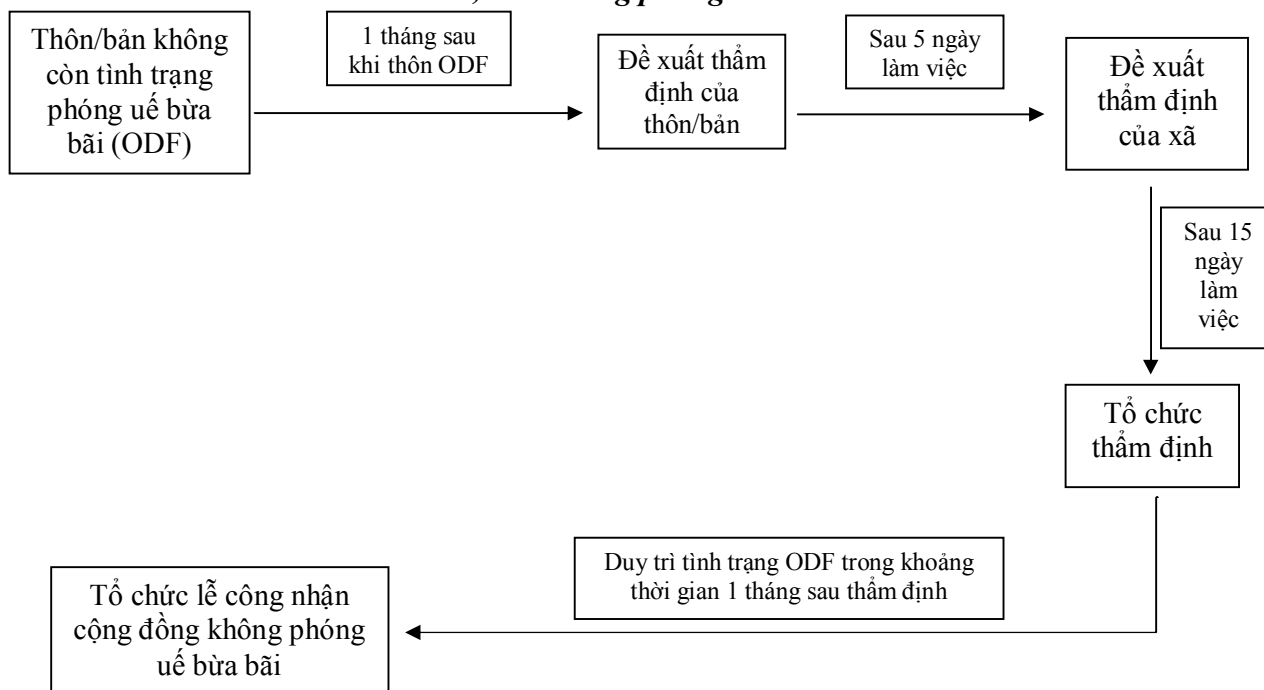 Thôn/bản không
còn tình trạng
phóng uế bừa
bãi (ODF)
1 tháng sau
khi thôn ODF
Đề xuất thẩm
định của
thôn/bản
Sau 5 ngày
làm việc
Đề xuất
thẩm định
của xã
Sau 15
ngày
làm
việc
Tổ chức
thẩm định
Duy trì tình trạng ODF trong khoảng
thời gian 1 tháng sau thẩm định
Tổ chức lễ công nhận
cộng đồng không phóng
uế bừa bãi